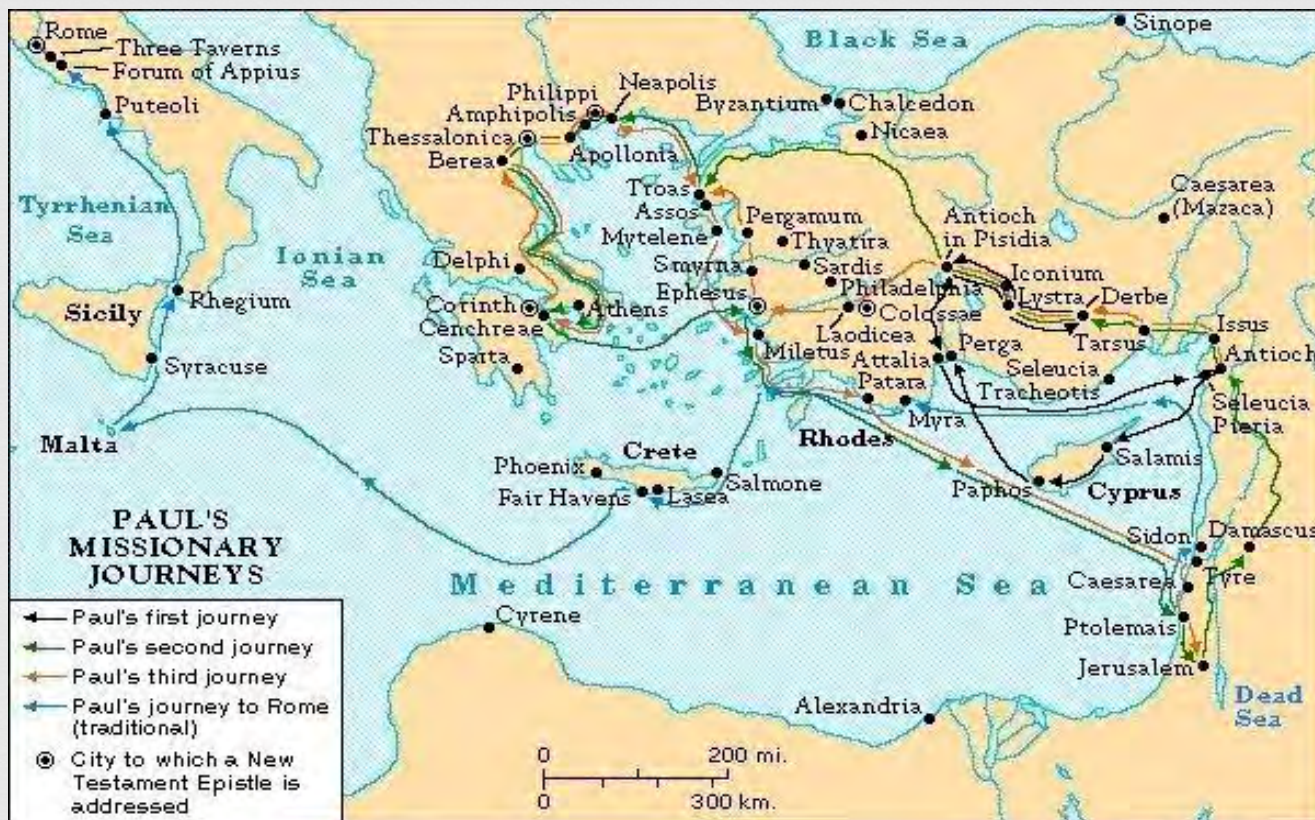 Rome
Three Taverns
Forum of Appius
Puteoli
Tyrrhenian
Sea
Ionian
Sea
Sicily
Rhegium
Syracuse
Malta
Black Sea
Sinope
Neapolis
Philippi
Amphipolis
Thessalonica
Berea
Apollonia
Byzantium
Chalcedon
Nicaea
Troas
Assos
Mytelene
Pergamum
Thyatira
Smyrna
Sardis
Ephesus
Philadelphia
Colossae
Laodicea
Miletus
Attalia
Perga
Patara
Myra
Antioch
in Pisidia
Iconium
Lystra
Derbe
Tarsus
Caesarea
(Mazaca)
Issus
Antioch
Seleucia
Tracheotis
Seleucia
Pieria
Delphi
Corinth
Athens
Cenchreae
Sparta
Rhodes
Crete
Phoenix
Salmone
Fair Havens
Lasea
Salamis
Paphos
Cyprus
Sidon
Damascus
Tyre
Caesarea
Ptolemais
Jerusalem
Dead
Sea
Mediterranean Sea
Cyrene
Alexandria
PAUL'S
MISSIONARY
JOURNEYS
Paul's first journey
Paul's second journey
Paul's third journey
Paul's journey to Rome
(traditional)
City to which a New
Testament Epistle is
addressed
0 200 mi.
0 300 km.